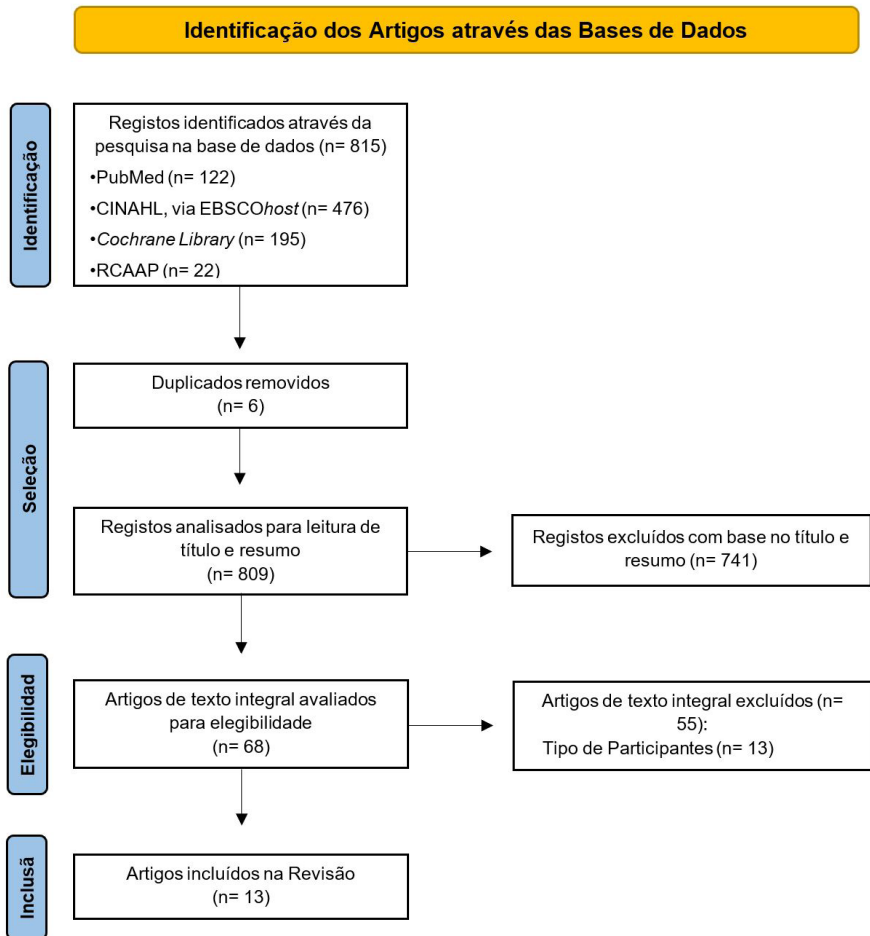 Identificação dos Artigos através das Bases de Dados
Identificação
Registos identificados através da
pesquisa na base de dados (n= 815)
•PubMed (n= 122)
•CINAHL, via EBSCOhost (n= 476)
•Cochrane Library (n= 195)
•RCAAP (n= 22)
Seleção
Duplicados removidos
(n= 6)
Registos analisados para leitura de
título e resumo
(n= 809)
Registos excluídos com base no título e
resumo (n= 741)
Elegibilidad
Artigos de texto integral avaliados
para elegibilidade
(n= 68)
Artigos de texto integral excluídos (n=
55):
Tipo de Participantes (n= 13)
Inclusã
Artigos incluídos na Revisão
(n= 13)